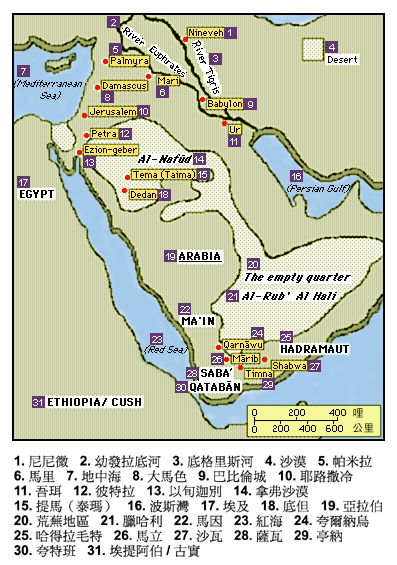 2
Nineveh 1
River Euphrates
River Tigris
3
4
Desert
5
Palmyra
7
(Mediterranean
Sea)
Damascus
8
Mari
6
Babylon 9
Jerusalem 10
Ur
11
Petra 12
Ezion-geber
13
Al-Nafūd 14
Tema (Taima) 15
17
EGYPT
Dedan 18
16
(Persian Gulf)
19 ARABIA
20
The empty quarter
21 Al-Rub' Al Hali
22
MA'IN
23
(Red Sea)
24
Qarnāwu
25
HADRAMAUT
26 Mārib
Shabwa 27
28
SABA'
Timna
30 QATABĀN
29
31 ETHIOPIA/ CUSH
0 200 400 哩
0 200 400 公里
1. 尼尼微 2. 幼發拉底河 3. 底格里斯河 4. 沙漠 5. 帕米拉
6. 馬里 7. 地中海 8. 大馬色 9. 巴比倫城 10. 耶路撒冷
11. 吾珥 12. 彼特拉 13. 以旬迦別 14. 拿弗沙漠
15. 提馬（泰瑪） 16. 波斯灣 17. 埃及 18. 底但 19. 亞拉伯
20. 荒蕪地區 21. 臘哈利 22. 馬因 23. 紅海 24. 夸爾納烏
25. 哈得拉毛特 26. 馬立 27. 沙瓦 28. 薩瓦 29. 亭納
30. 夸特班 31. 埃提阿伯 / 古實